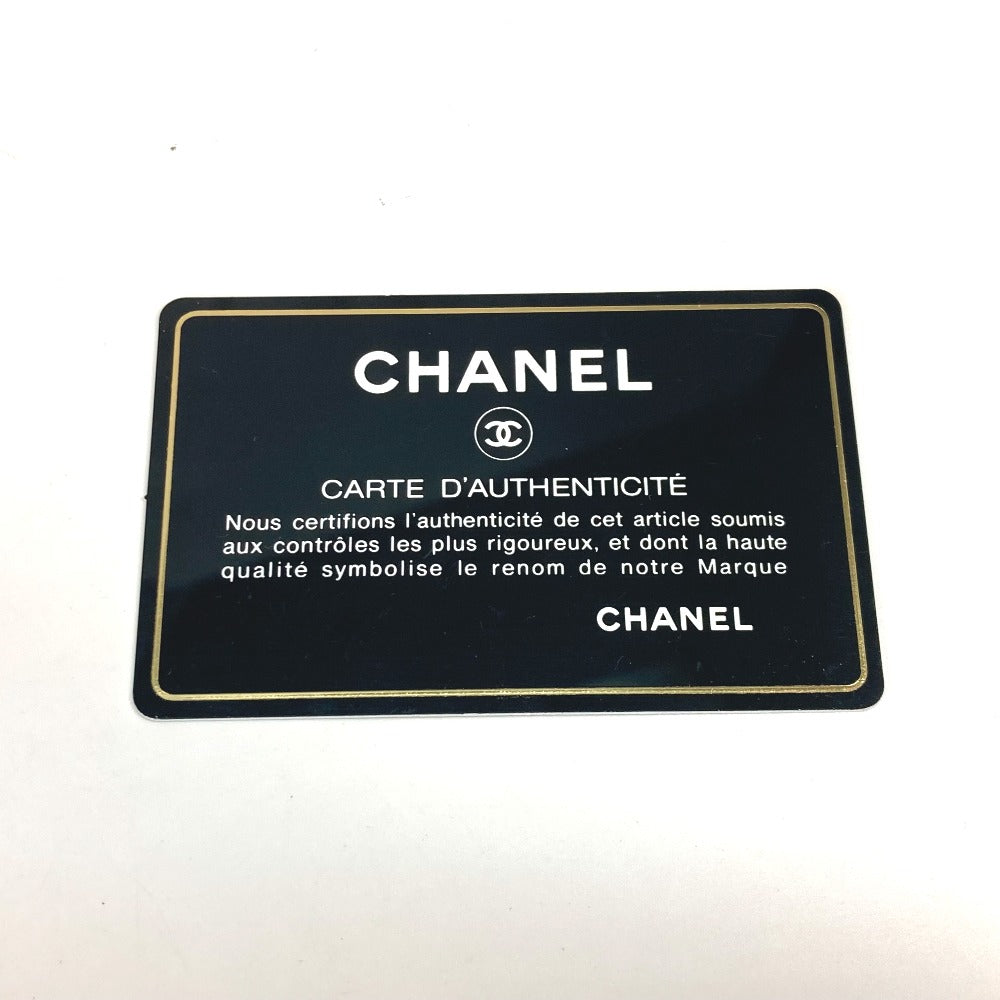 CHANEL
CARTE D'AUTHENTICITÉ
Nous certifions l'authenticité de cet article soumis
aux contrôles les plus rigoureux, et dont la haute
qualité symbolise le renom de notre Marque
CHANEL